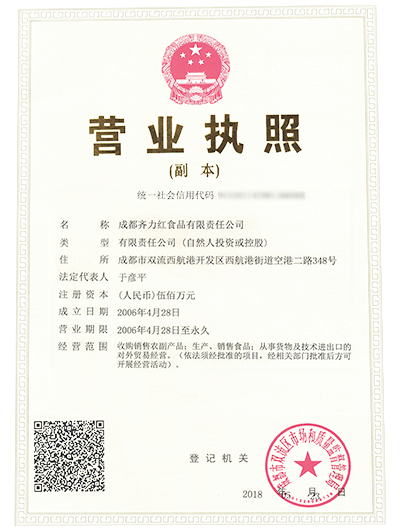 营业执照
(副 本)
统一社会信用代码
名 称 成都齐力红食品有限责任公司
类 型 有限责任公司（自然人投资或控股）
住 所 成都市双流西航港开发区西航港街道空港二路348号
法定代表人 于彦平
注册资本 (人民币)伍佰万元
成立日期 2006年4月28日
营业期限 2006年4月28日至永久
经营范围 收购销售农副产品；生产、销售食品；从事货物及技术进出口的
对外贸易经营。（依法须经批准的项目，经相关部门批准后方可
开展经营活动）。
登记机关
成都市双流区市场和质量监督管理局
2018 年 月 日